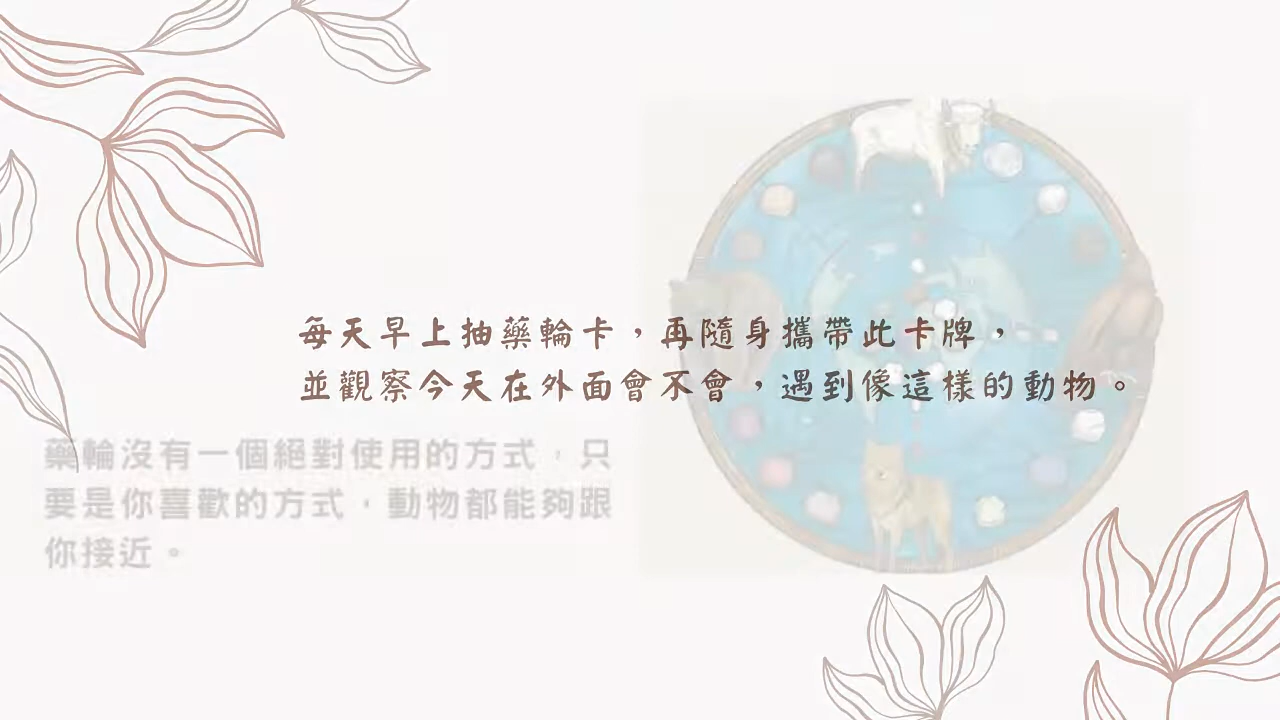 每天早上抽藥輪卡，再隨身攜帶此卡牌，
並觀察今天在外面會不會，遇到像這樣的動物。
藥輪沒有一個絕對使用的方式，只
要是你喜歡的方式，動物都能夠跟
你接近。